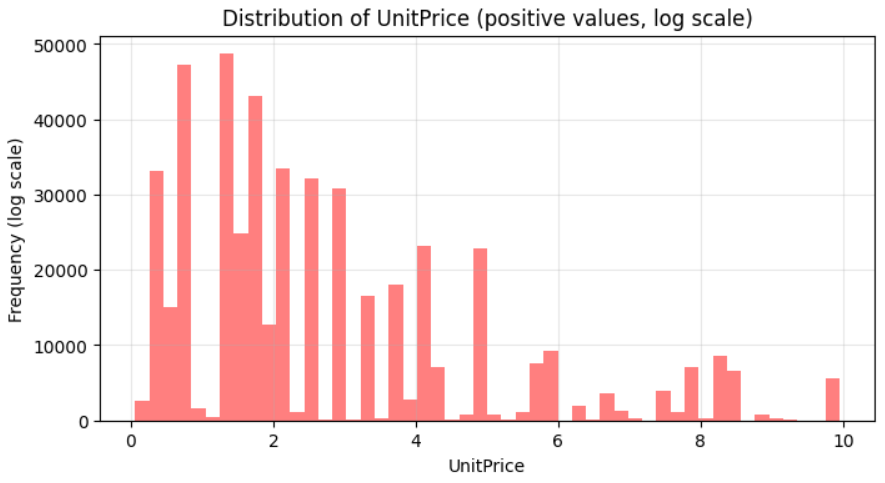 Distribution of UnitPrice (positive values, log scale)
50000
40000
30000
20000
10000
0
Frequency (log scale)
0 2 4 6 8 10
UnitPrice